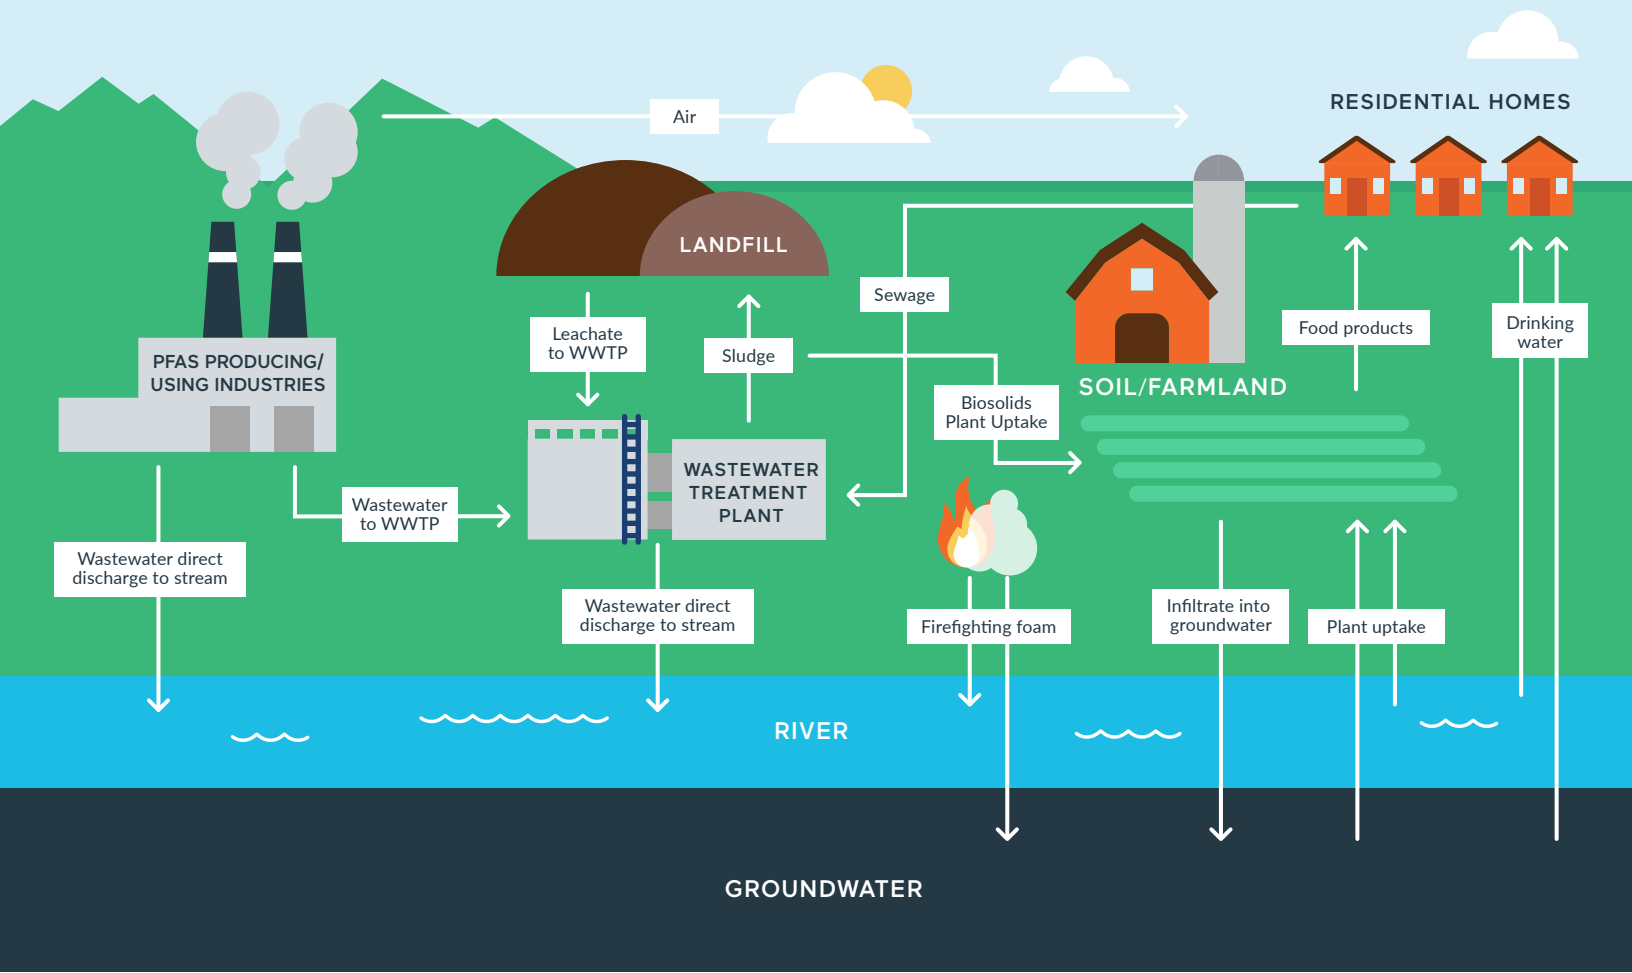 RESIDENTIAL HOMES
Air
LANDFILL
Sewage
Leachate
to WWTP
Sludge
Food products
Drinking
water
PFAS PRODUCING/
USING INDUSTRIES
SOIL/FARMLAND
Biosolids
Plant Uptake
WASTEWATER
TREATMENT
PLANT
Wastewater
to WWTP
Wastewater direct
discharge to stream
Wastewater direct
discharge to stream
Firefighting foam
Infiltrate into
groundwater
Plant uptake
RIVER
GROUNDWATER